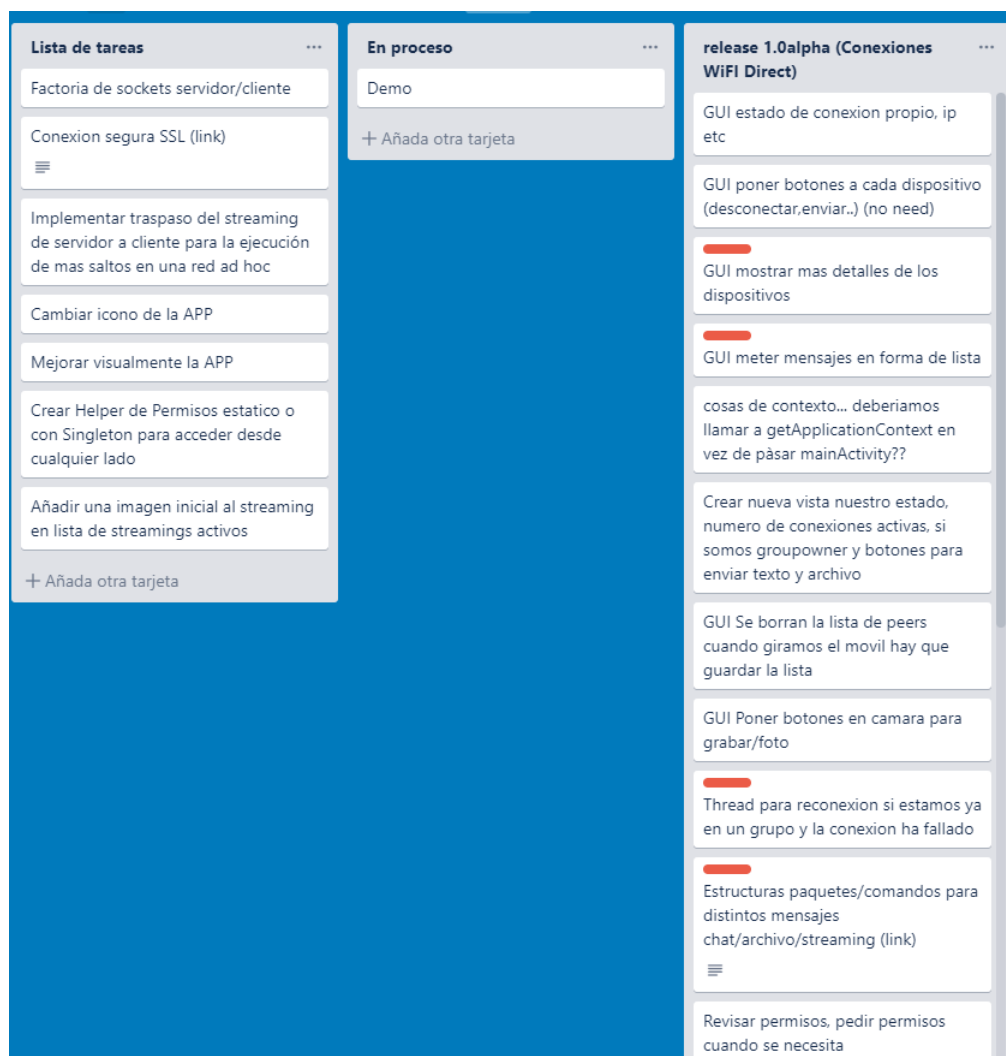 Lista de tareas
Factoria de sockets servidor/cliente
Conexion segura SSL (link)
Implementar traspaso del streaming
de servidor a cliente para la ejecución
de mas saltos en una red ad hoc
Cambiar icono de la APP
Mejorar visualmente la APP
Crear Helper de Permisos estatico o
con Singleton para acceder desde
cualquier lado
Añadir una imagen inicial al streaming
en lista de streamings activos
+ Añada otra tarjeta
En proceso
Demo
+ Añada otra tarjeta
release 1.0alpha (Conexiones
WiFI Direct)
GUI estado de conexion propio, ip
etc
GUI poner botones a cada dispositivo
(desconectar,enviar..) (no need)
GUI mostrar mas detalles de los
dispositivos
GUI meter mensajes en forma de lista
cosas de contexto... deberiamos
llamar a getApplicationContext en
vez de pàsar mainActivity??
Crear nueva vista nuestro estado,
numero de conexiones activas, si
somos groupowner y botones para
enviar texto y archivo
GUI Se borran la lista de peers
cuando giramos el movil hay que
guardar la lista
GUI Poner botones en camara para
grabar/foto
Thread para reconexion si estamos ya
en un grupo y la conexion ha fallado
Estructuras paquetes/comandos para
distintos mensajes
chat/archivo/streaming (link)
Revisar permisos, pedir permisos
cuando se necesita